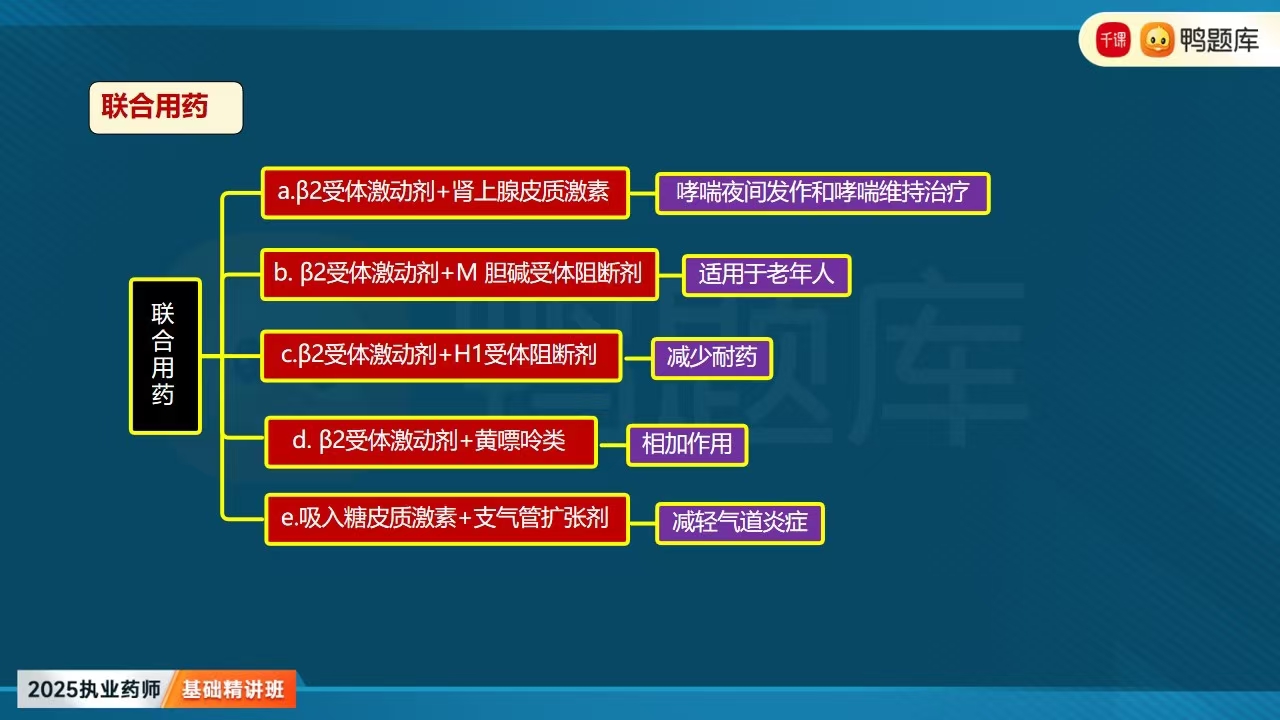 千课 鸭题库
联合用药
联合用药
a.β2受体激动剂+肾上腺皮质激素
哮喘夜间发作和哮喘维持治疗
b. β2受体激动剂+M 胆碱受体阻断剂
适用于老年人
c.β2受体激动剂+H1受体阻断剂
减少耐药
d. β2受体激动剂+黄嘌呤类
相加作用
e.吸入糖皮质激素+支气管扩张剂
减轻气道炎症
鸭题库
2025执业药师 基础精讲班